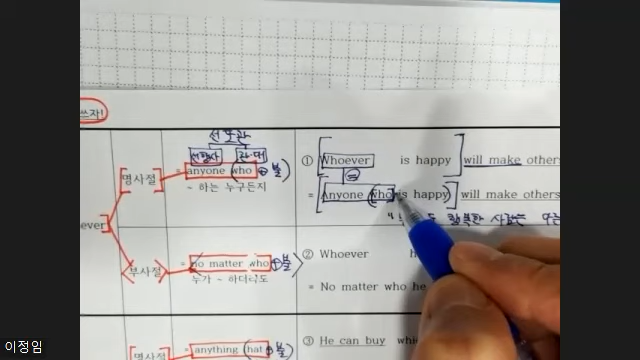 쓰자!
선포관
선행사 관·대
명사절 = anyone (who + 불)
~ 하는 누구든지
① [Whoever is happy] will make others
= [Anyone (who is happy)] will make others
행복한 사람은
ever
부사절 = no matter who + 불
누가 ~ 하더라도
② Whoever
= No matter who he
명사절 = anything (hat + 불
③ He can buy
이정임